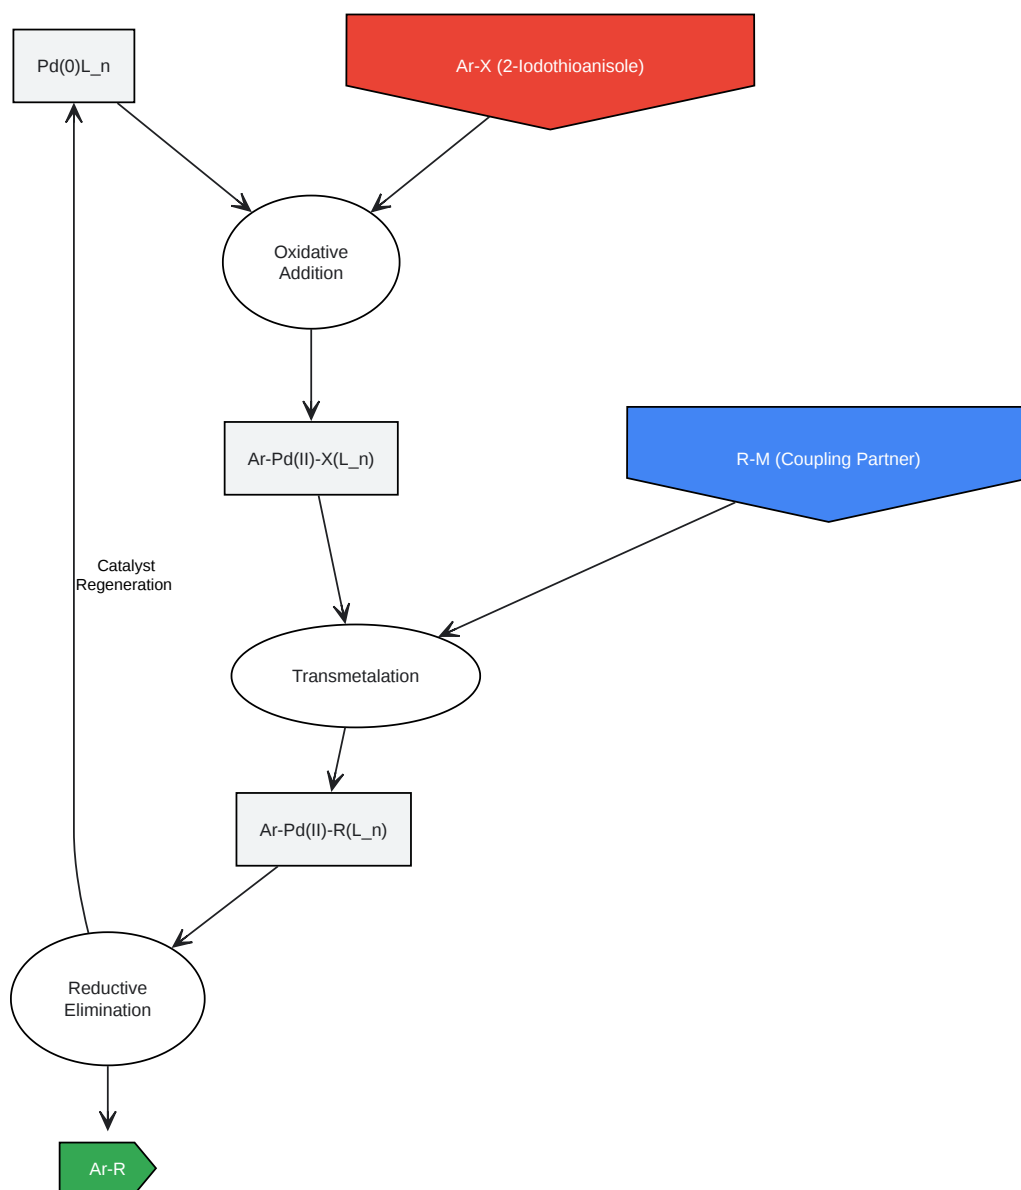 Pd(0)L_n
Ar-X (2-Iodothioanisole)
Oxidative
Addition
Ar-Pd(II)-X(L_n)
R-M (Coupling Partner)
Catalyst
Regeneration
Transmetalation
Ar-Pd(II)-R(L_n)
Reductive
Elimination
Ar-R